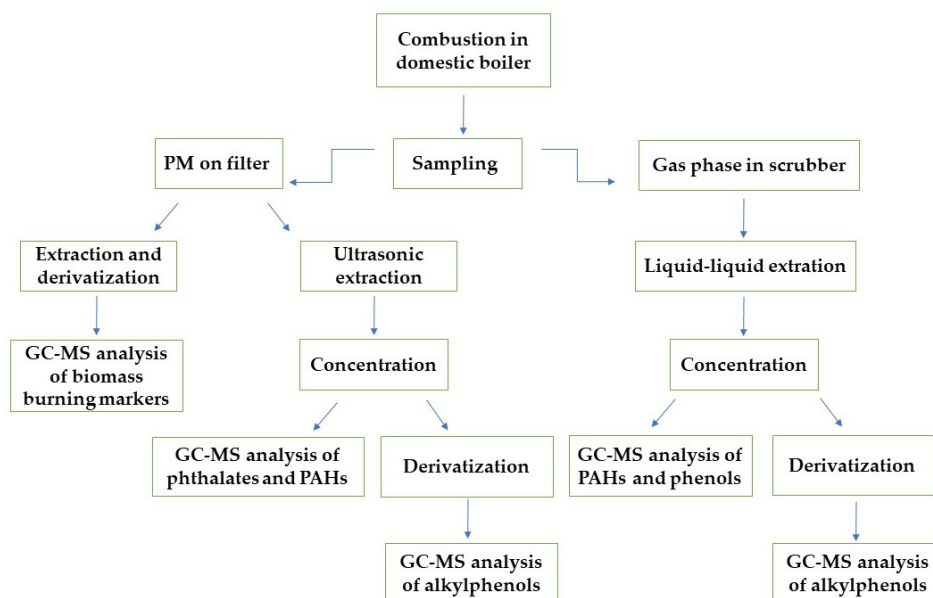 Combustion in
domestic boiler
PM on filter
Sampling
Gas phase in scrubber
Extraction and
derivatization
Ultrasonic
extraction
Liquid-liquid extration
GC-MS analysis
of biomass
burning markers
Concentration
Concentration
GC-MS analysis of
phthalates and PAHs
Derivatization
GC-MS analysis of
PAHs and phenols
Derivatization
GC-MS analysis
of alkylphenols
GC-MS analysis
of alkylphenols